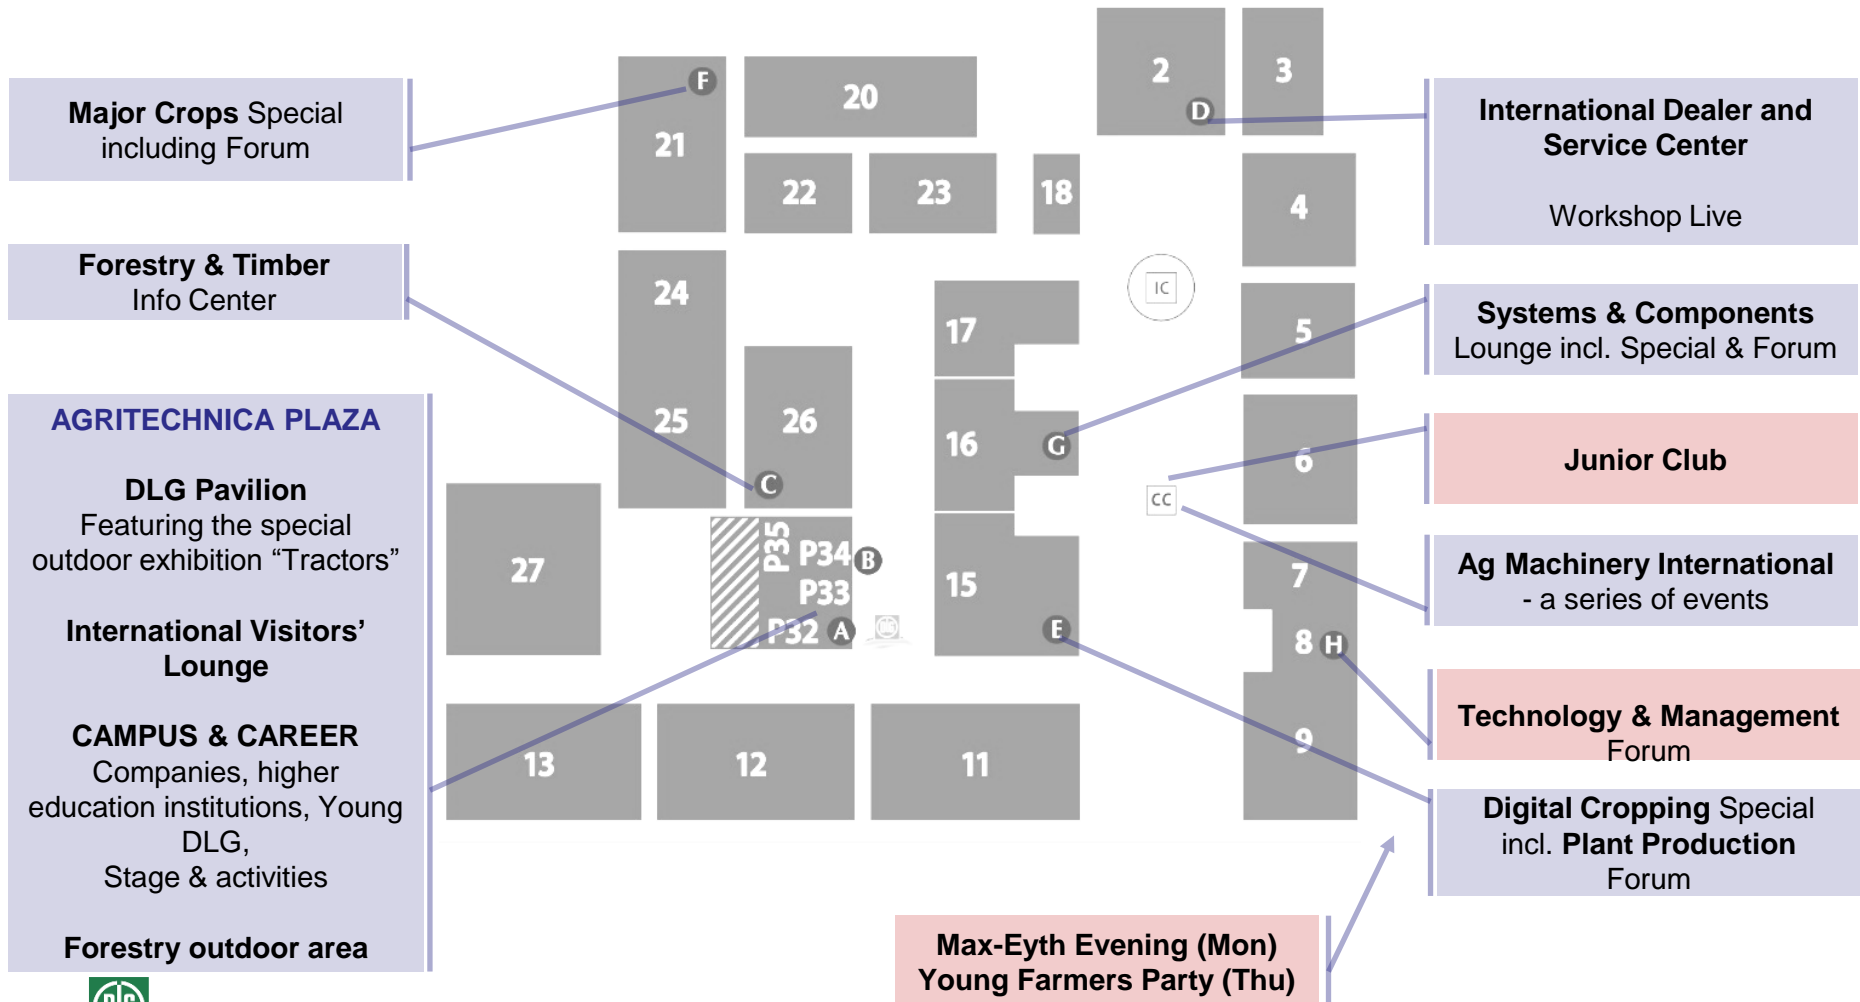 Major Crops Special
including Forum
Forestry & Timber
Info Center
AGRITECHNICA PLAZA
DLG Pavilion
Featuring the special
outdoor exhibition “Tractors”
International Visitors’
Lounge
CAMPUS & CAREER
Companies, higher
education institutions, Young
DLG,
Stage & activities
Forestry outdoor area
F
21
20
22
23
18
2
D
3
4
24
25
26
C
17
IC
5
16
G
6
CC
27
P35
P34 B
P33
P32 A
15
E
7
8 H
9
13
12
11
International Dealer and
Service Center
Workshop Live
Systems & Components
Lounge incl. Special & Forum
Junior Club
Ag Machinery International
- a series of events
Technology & Management
Forum
Digital Cropping Special
incl. Plant Production
Forum
Max-Eyth Evening (Mon)
Young Farmers Party (Thu)